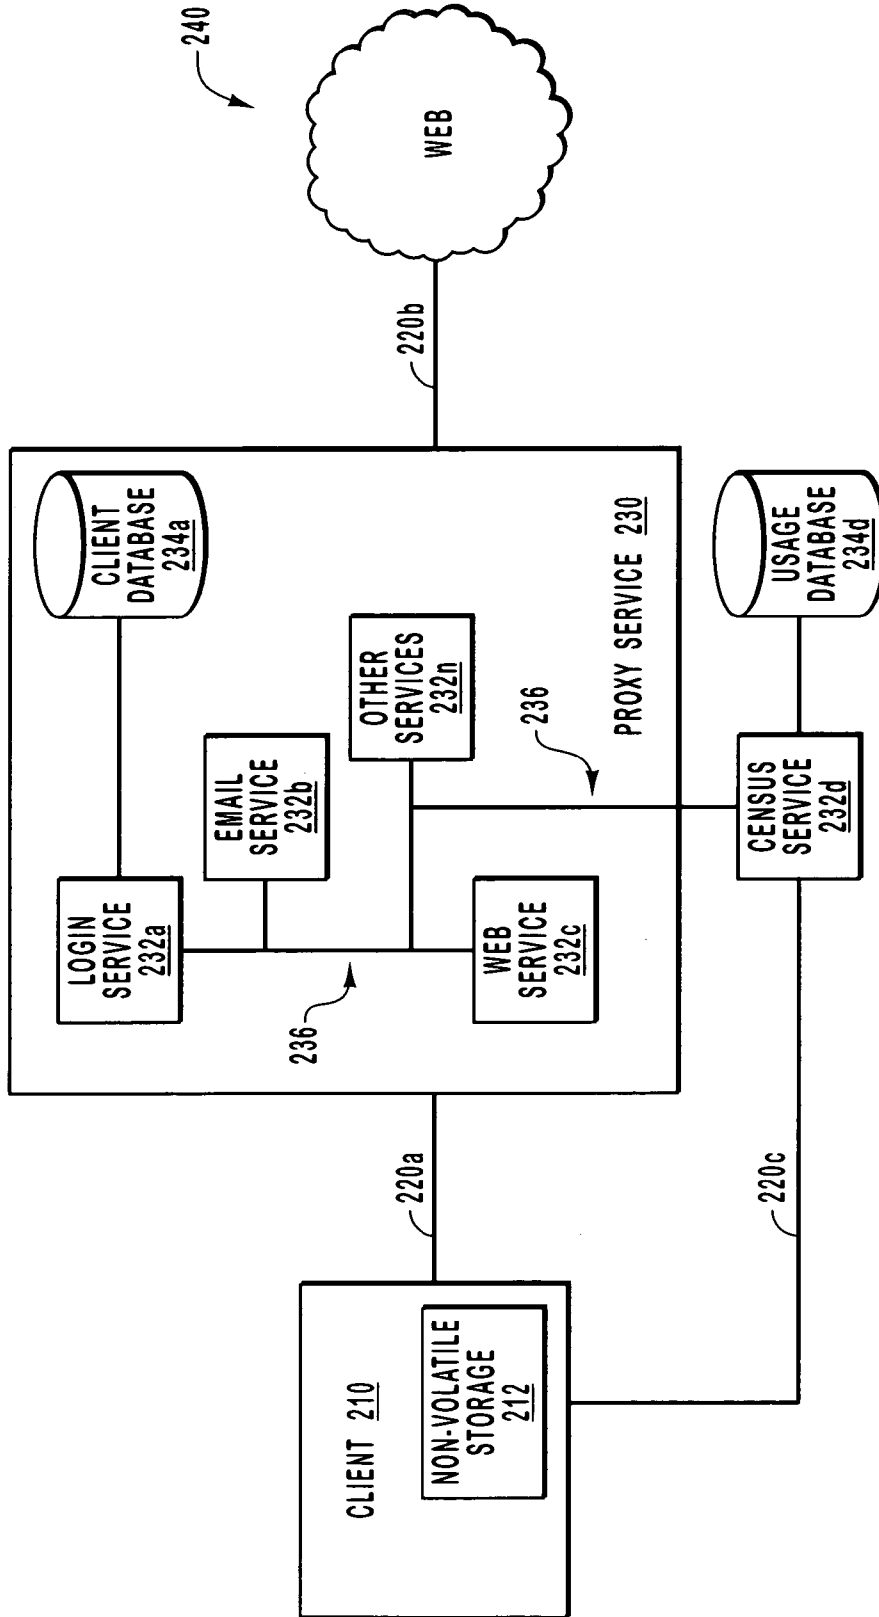 CLIENT 210
NON-VOLATILE
STORAGE
212
220a
220c
LOGIN
SERVICE
232a
CLIENT
DATABASE
234a
EMAIL
SERVICE
232b
OTHER
SERVICES
232n
236
WEB
SERVICE
232c
236
PROXY SERVICE 230
CENSUS
SERVICE
232d
USAGE
DATABASE
234d
220b
WEB
240